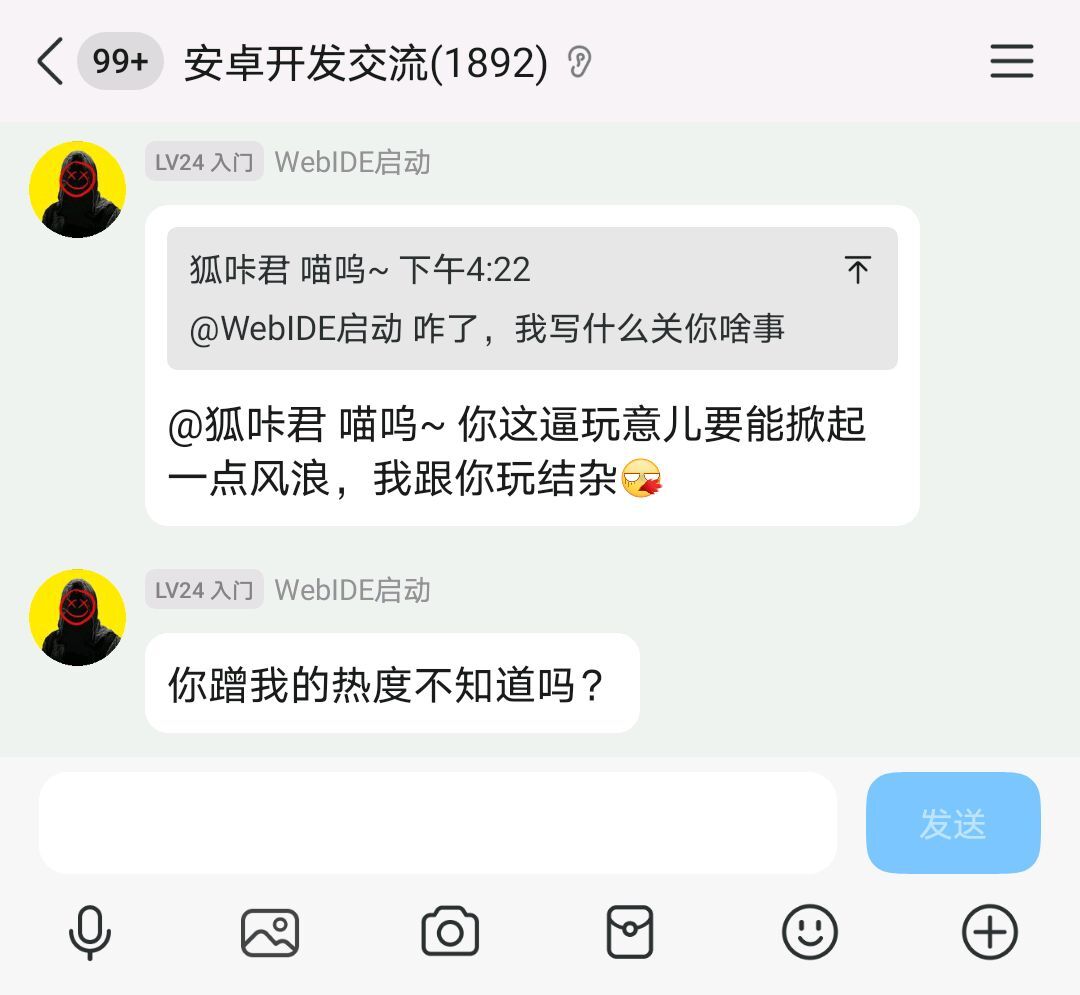 99+ 安卓开发交流(1892)
LV24 入门 WebIDE启动
狐咔君 喵呜~ 下午4:22
@WebIDE启动 咋了，我写什么关你啥事
@狐咔君 喵呜~ 你这逼玩意儿要能掀起
一点风浪，我跟你玩结杂
LV24 入门 WebIDE启动
你蹭我的热度不知道吗？
发送